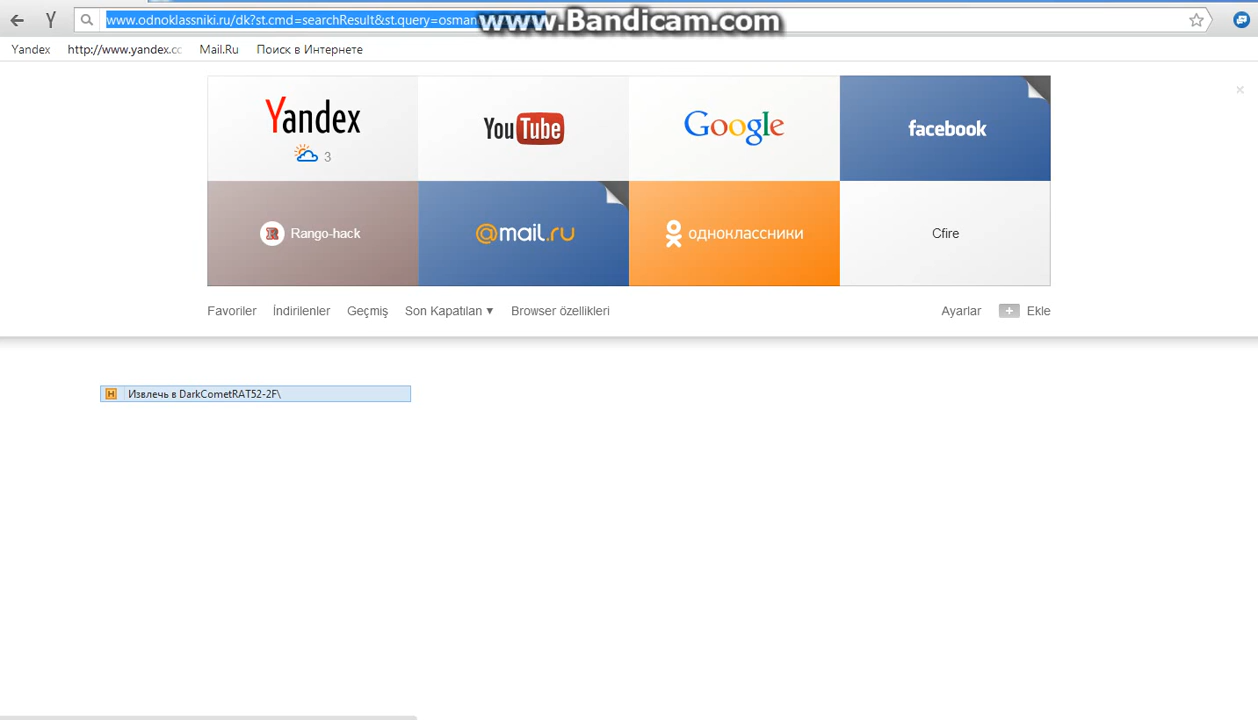 www.odnoklassniki.ru/dk?st.cmd=searchResult&st.query=osman
www.Bandicam.com
Yandex http://www.yandex.cc Mail.Ru Поиск в Интернете
Yandex YouTube Google facebook
3
Rango-hack @mail.ru одноклассники Cfire
Favoriler İndirilenler Geçmiş Son Kapatılan ▼ Browser özellikleri Ayarlar + Ekle
Извлечь в DarkCometRAT52-2F\